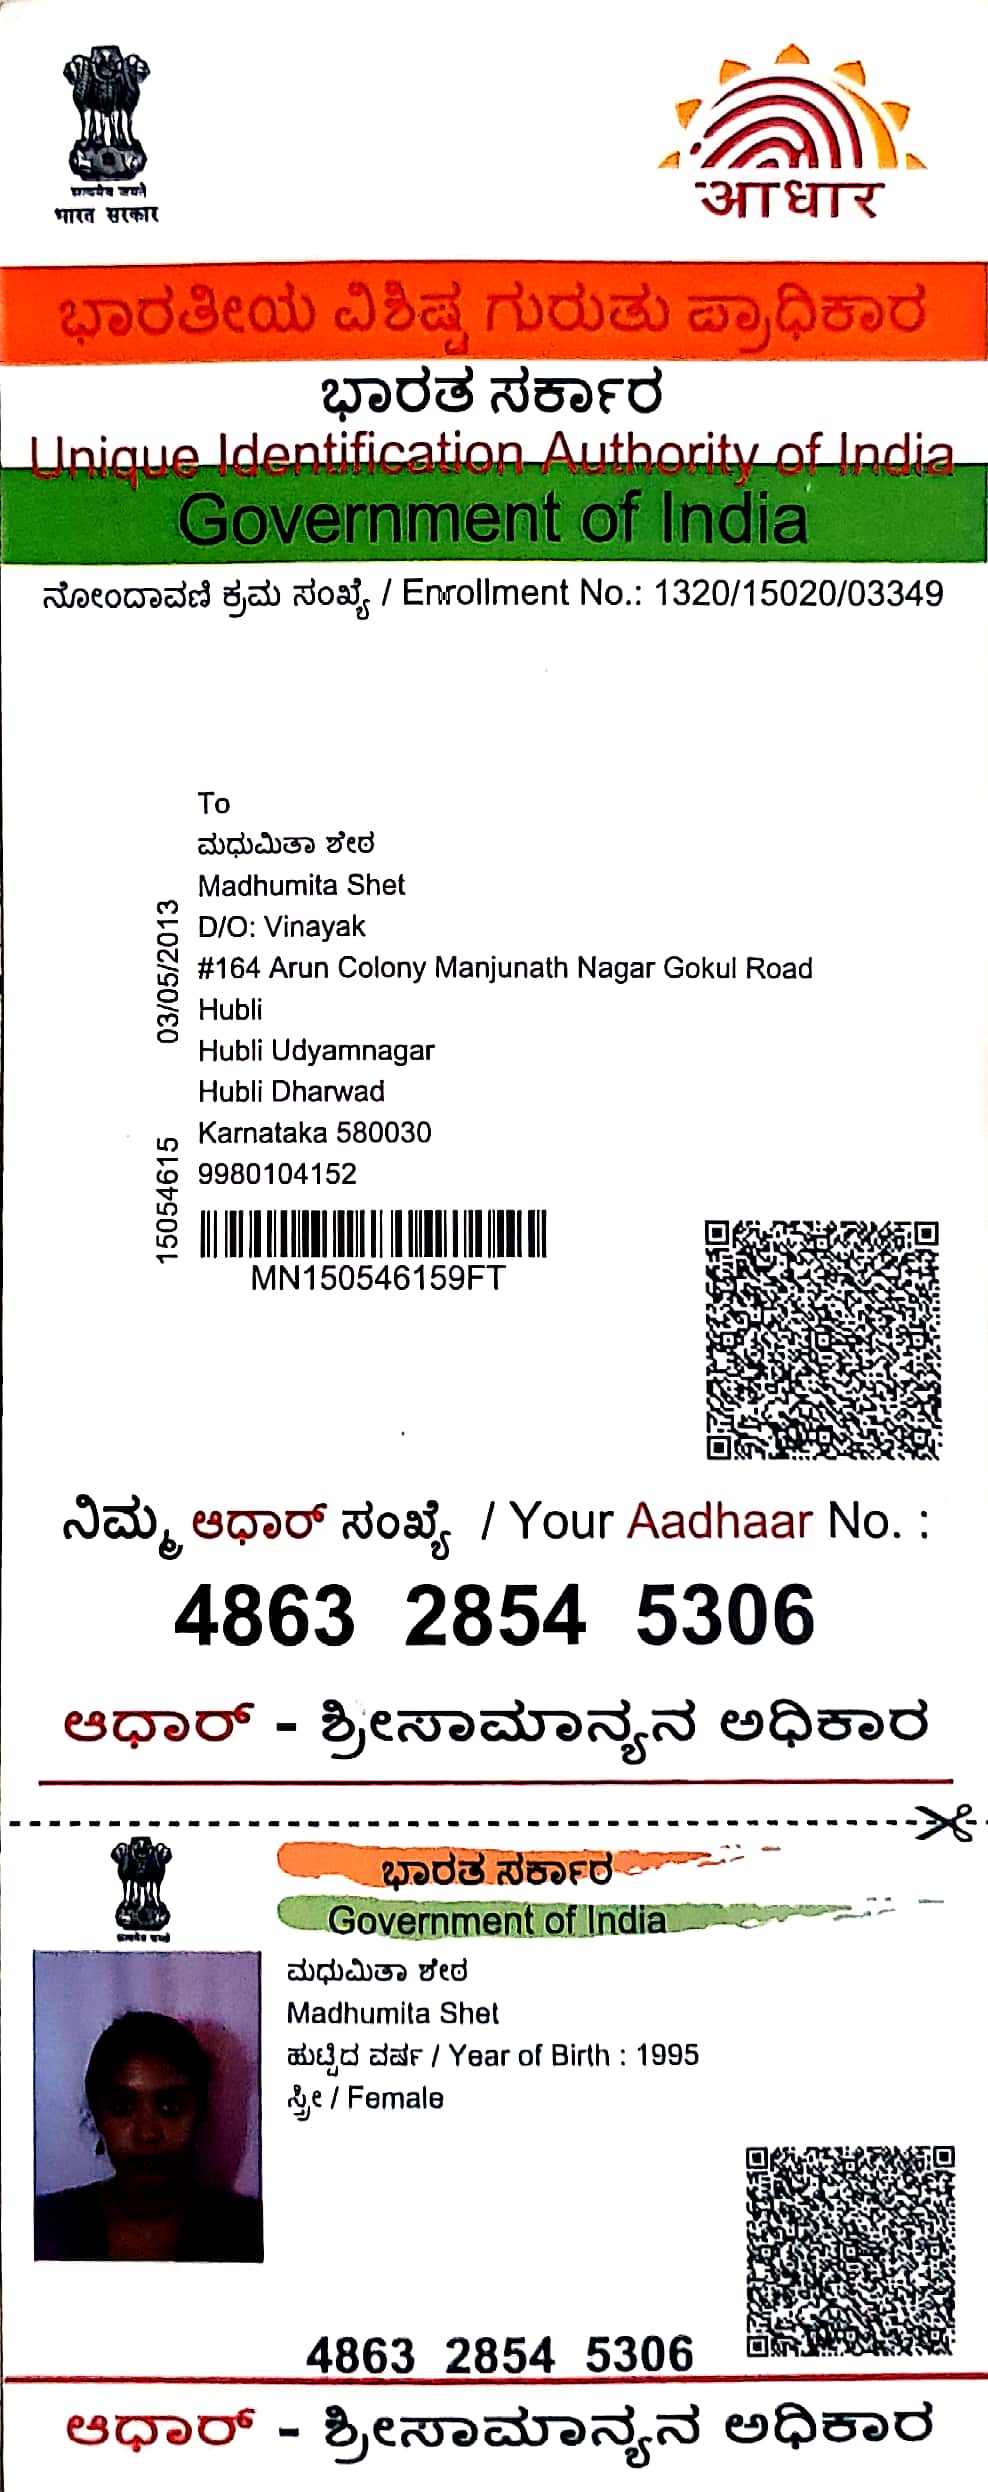 सत्यमेव जयते
भारत सरकार
आधार
ಭಾರತೀಯ ವಿಶಿಷ್ಟ ಗುರುತು ಪ್ರಾಧಿಕಾರ
ಭಾರತ ಸರ್ಕಾರ
Unique Identification Authority of India
Government of India
ನೋಂದಾವಣಿ ಕ್ರಮ ಸಂಖ್ಯೆ / Enrollment No.: 1320/15020/03349
To
ಮಧುಮಿತಾ ಶೇಠ
Madhumita Shet
D/O: Vinayak
#164 Arun Colony Manjunath Nagar Gokul Road
Hubli
Hubli Udyamnagar
Hubli Dharwad
Karnataka 580030
9980104152
03/05/2013
15054615
MN150546159FT
ನಿಮ್ಮ ಆಧಾರ್ ಸಂಖ್ಯೆ / Your Aadhaar No. :
4863 2854 5306
ಆಧಾರ್ - ಶ್ರೀಸಾಮಾನ್ಯನ ಅಧಿಕಾರ
ಭಾರತ ಸರ್ಕಾರ
Government of India
सत्यमेव जयते
ಮಧುಮಿತಾ ಶೇಠ
Madhumita Shet
ಹುಟ್ಟಿದ ವರ್ಷ / Year of Birth : 1995
ಸ್ತ್ರೀ / Female
4863 2854 5306
ಆಧಾರ್ - ಶ್ರೀಸಾಮಾನ್ಯನ ಅಧಿಕಾರ